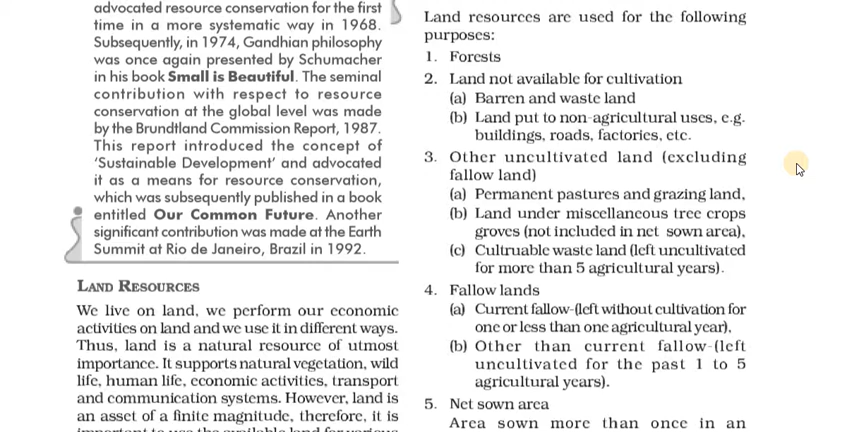 advocated resource conservation for the first
time in a more systematic way in 1968.
Subsequently, in 1974, Gandhian philosophy
was once again presented by Schumacher
in his book Small is Beautiful. The seminal
contribution with respect to resource
conservation at the global level was made
by the Brundtland Commission Report, 1987.
This report introduced the concept of
‘Sustainable Development’ and advocated
it as a means for resource conservation,
which was subsequently published in a book
entitled Our Common Future. Another
significant contribution was made at the Earth
Summit at Rio de Janeiro, Brazil in 1992.
LAND RESOURCES
We live on land, we perform our economic
activities on land and we use it in different ways.
Thus, land is a natural resource of utmost
importance. It supports natural vegetation, wild
life, human life, economic activities, transport
and communication systems. However, land is
an asset of a finite magnitude, therefore, it is
important to use the available land for various
Land resources are used for the following
purposes:
1. Forests
2. Land not available for cultivation
(a) Barren and waste land
(b) Land put to non-agricultural uses, e.g.
buildings, roads, factories, etc.
3. Other uncultivated land (excluding
fallow land)
(a) Permanent pastures and grazing land,
(b) Land under miscellaneous tree crops
groves (not included in net sown area),
(c) Cultruable waste land (left uncultivated
for more than 5 agricultural years).
4. Fallow lands
(a) Current fallow-(left without cultivation for
one or less than one agricultural year),
(b) Other than current fallow-(left
uncultivated for the past 1 to 5
agricultural years).
5. Net sown area
Area sown more than once in an